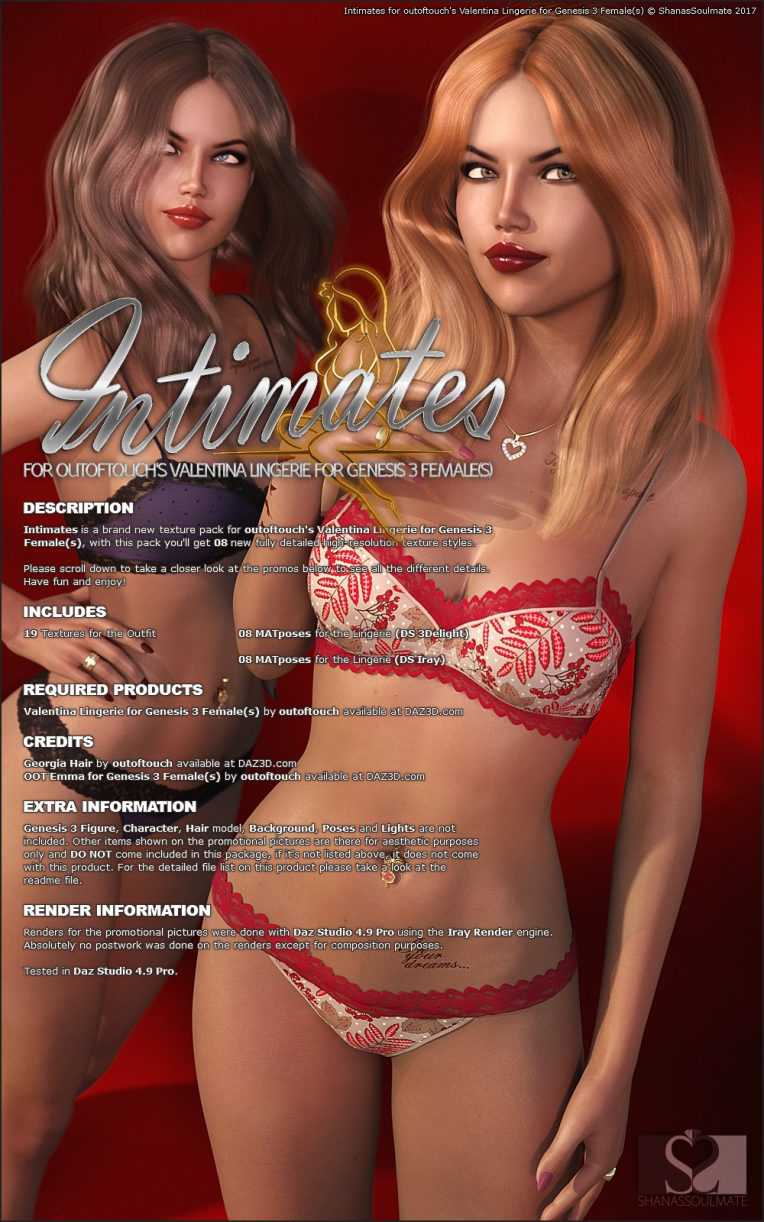 Intimates for outoftouch's Valentina Lingerie for Genesis 3 Female(s) © ShanasSoulmate 2017
Intimates
FOR OUTOFTOUCH'S VALENTINA LINGERIE FOR GENESIS 3 FEMALE(S)
DESCRIPTION
Intimates is a brand new texture pack for outoftouch's Valentina Lingerie for Genesis 3
Female(s), with this pack you'll get 08 new fully detailed high-resolution texture styles.
Please scroll down to take a closer look at the promos below to see all the different details.
Have fun and enjoy!
INCLUDES
19 Textures for the Outfit
08 MATposes for the Lingerie (DS 3Delight)
08 MATposes for the Lingerie (DS Iray)
REQUIRED PRODUCTS
Valentina Lingerie for Genesis 3 Female(s) by outoftouch available at DAZ3D.com
CREDITS
Georgia Hair by outoftouch available at DAZ3D.com
OOT Emma for Genesis 3 Female(s) by outoftouch available at DAZ3D.com
EXTRA INFORMATION
Genesis 3 Figure, Character, Hair model, Background, Poses and Lights are not
included. Other items shown on the promotional pictures are there for aesthetic purposes
only and DO NOT come included in this package, if it's not listed above, it does not come
with this product. For the detailed file list on this product please take a look at the
readme file.
RENDER INFORMATION
Renders for the promotional pictures were done with Daz Studio 4.9 Pro using the Iray Render engine.
Absolutely no postwork was done on the renders except for composition purposes.
Tested in Daz Studio 4.9 Pro.
your
dreams...
SHANASSOULMATE